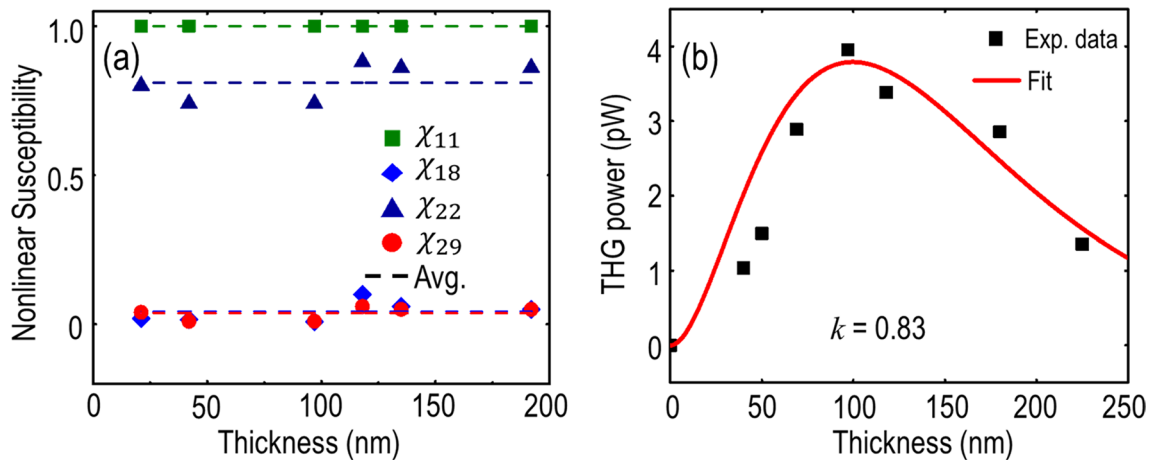 (a)
Nonlinear Susceptibility
1.0
0.5
0
χ11
χ18
χ22
χ29
Avg.
0 50 100 150 200
Thickness (nm)
(b)
THG power (pW)
4
3
2
1
0
Exp. data
Fit
k = 0.83
0 50 100 150 200 250
Thickness (nm)